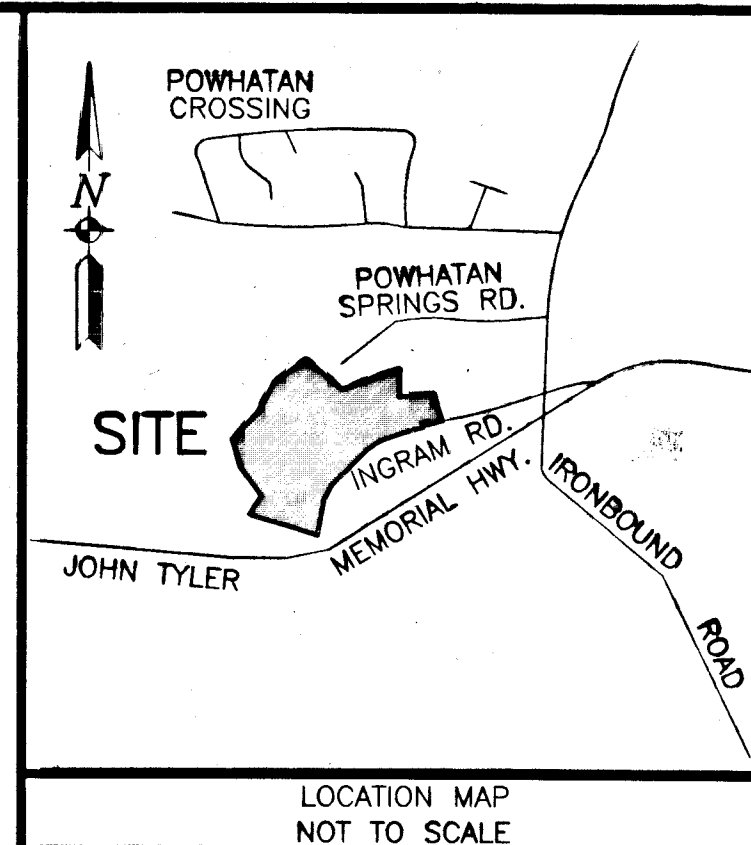 POWHATAN
CROSSING
N
POWHATAN
SPRINGS RD.
SITE
INGRAM RD.
MEMORIAL HWY.
IRONBOUND
JOHN TYLER
ROAD
LOCATION MAP
NOT TO SCALE